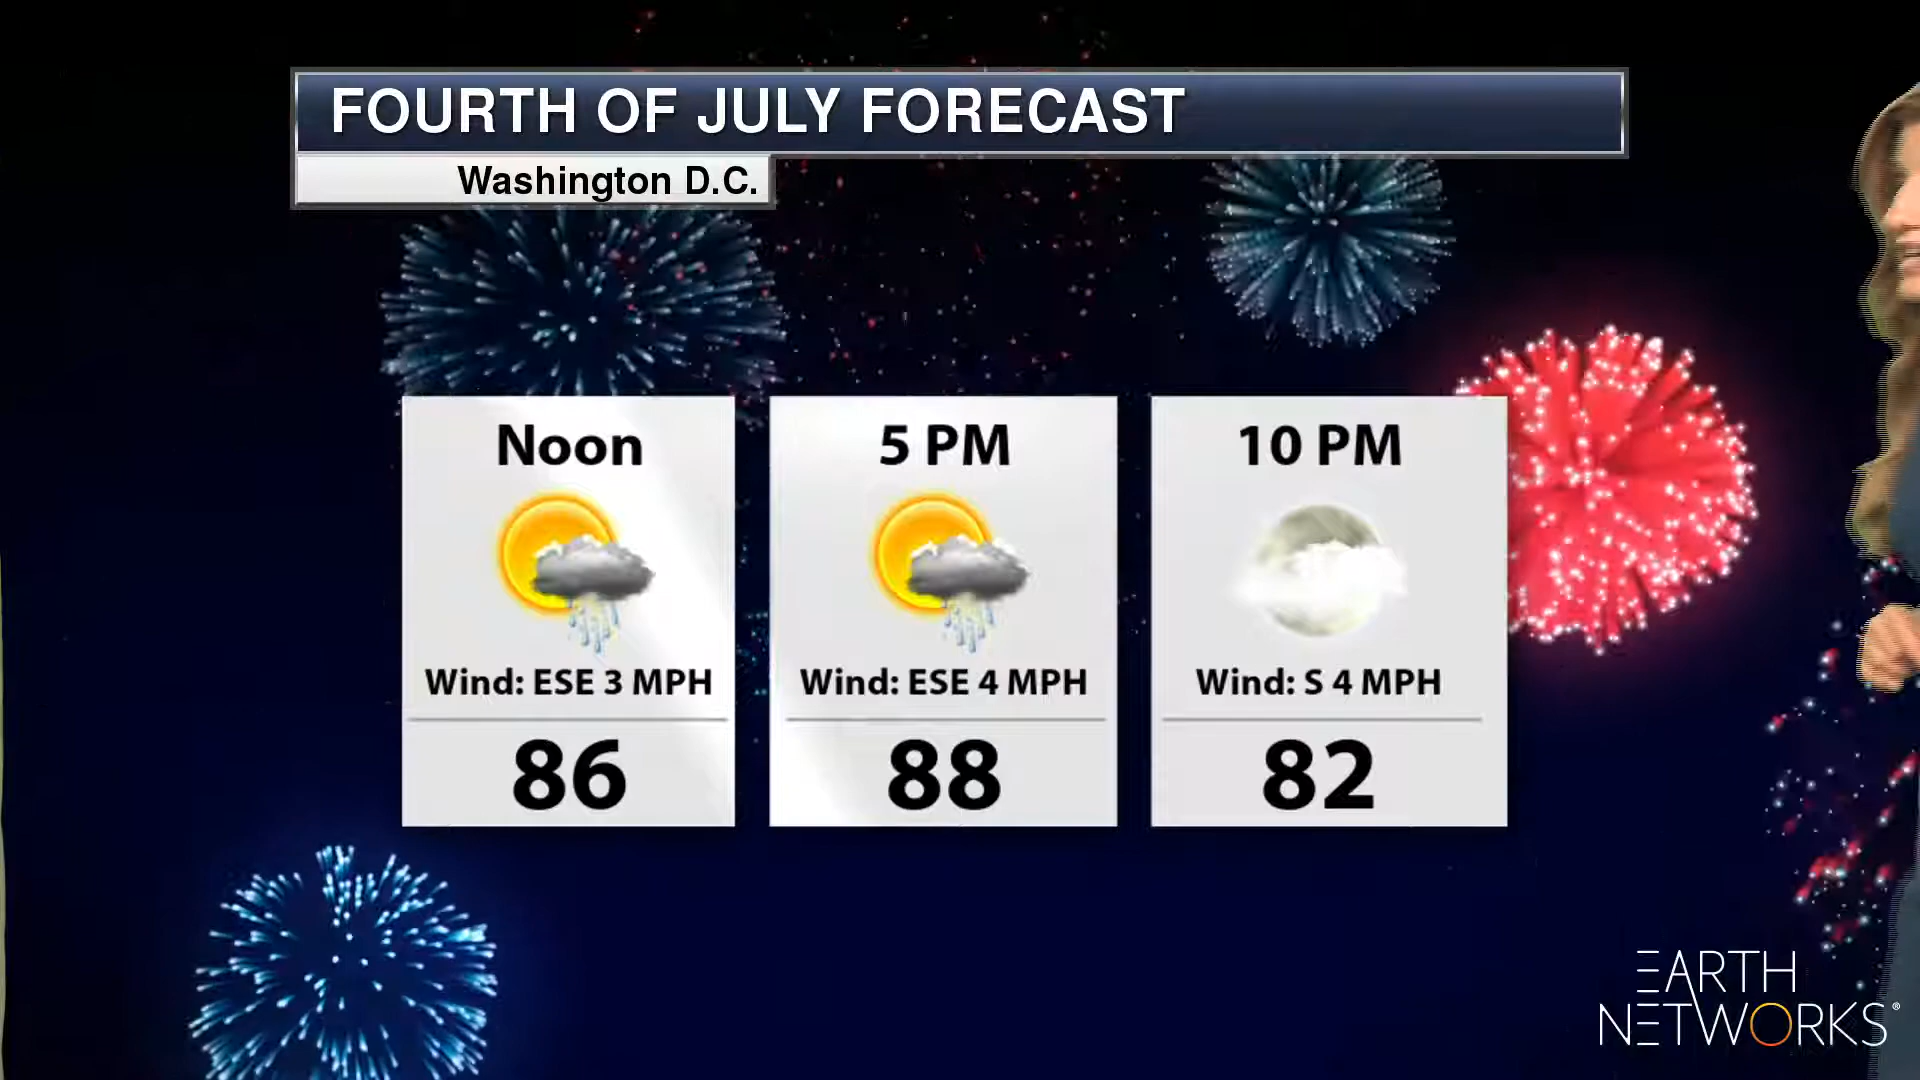 FOURTH OF JULY FORECAST
Washington D.C.
Noon
Wind: ESE 3 MPH
86
5 PM
Wind: ESE 4 MPH
88
10 PM
Wind: S 4 MPH
82
EARTH
NETWORKS®